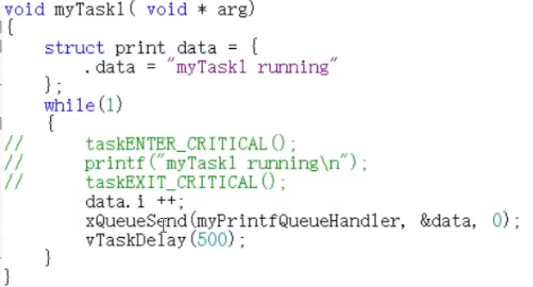 void myTask1( void * arg)
{
    struct print data = {
        .data = "myTask1 running"
    };
    while(1)
    {
//      taskENTER_CRITICAL();
//      printf("myTask1 running\n");
//      taskEXIT_CRITICAL();
        data.i ++;
        xQueueSend(myPrintfQueueHandler, &data, 0);
        vTaskDelay(500);
    }
}